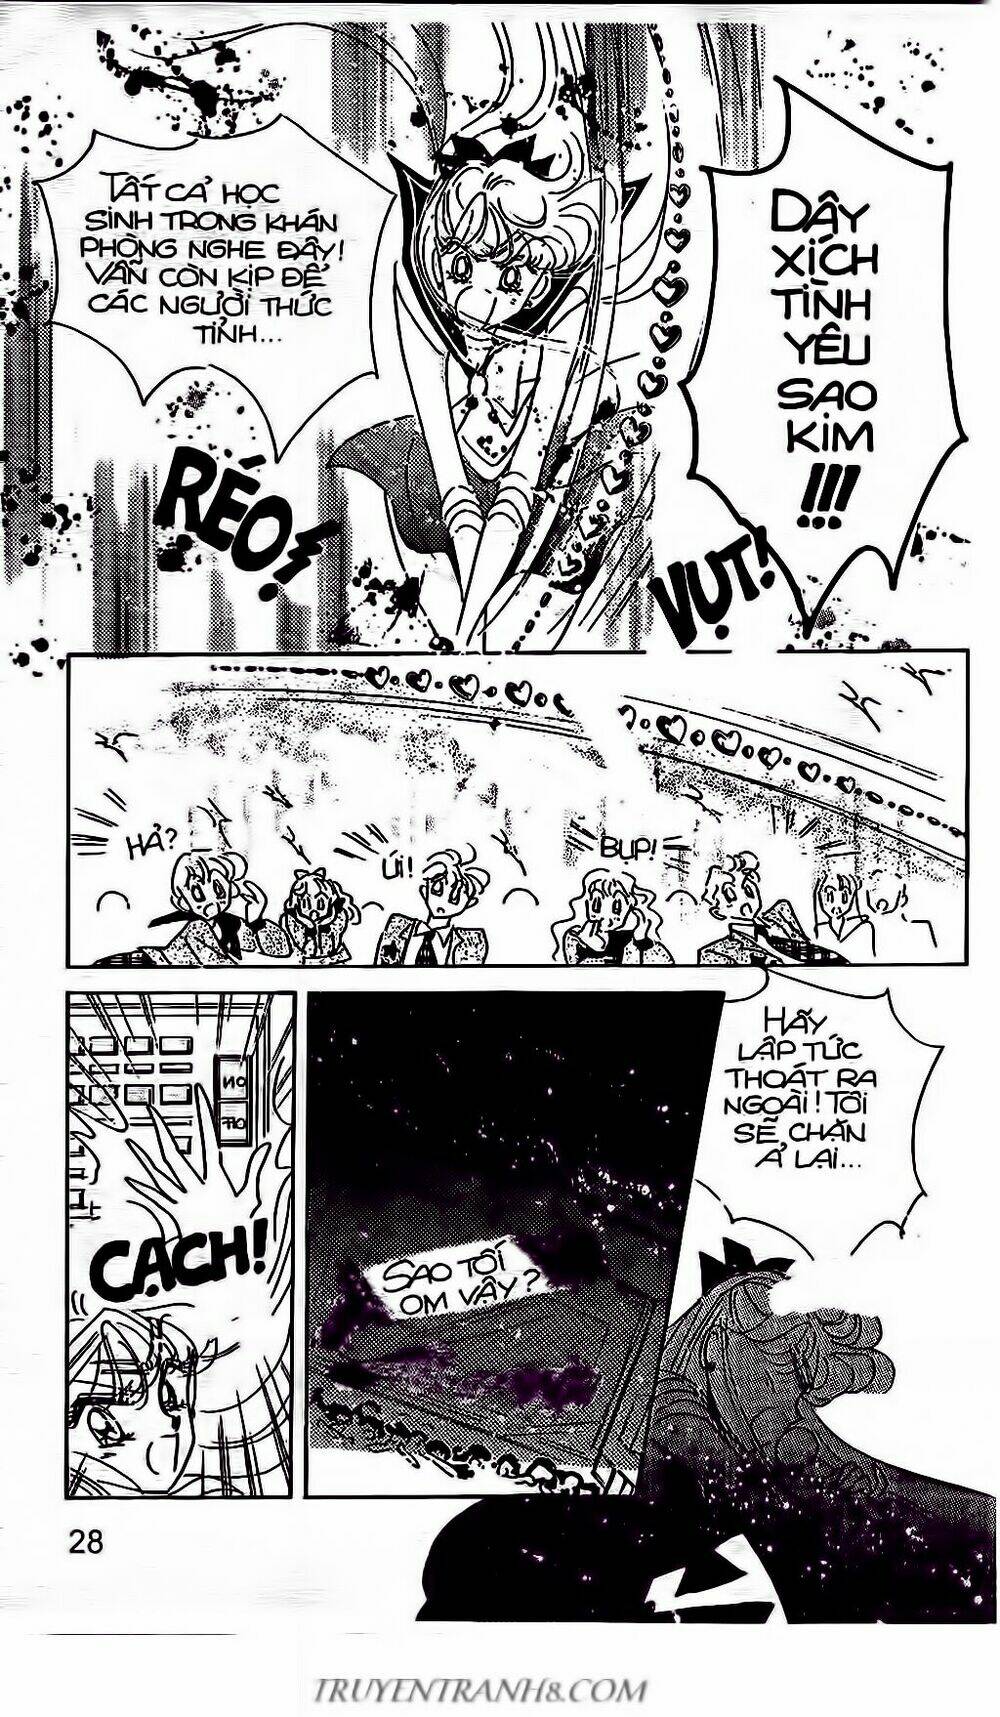 DÂY
XÍCH
TÌNH
YÊU
SAO
KIM
!!!
TẤT CẢ HỌC
SINH TRONG KHÁN
PHÒNG NGHE ĐÂY!
VẪN CÒN KỊP ĐỂ
CÁC NGƯỜI THỨC
TỈNH...
RÉO!
VỤT!
HẢ?
ÚI!
BỤP!
HÃY
LẬP TỨC
THOÁT RA
NGOÀI! TÔI
SẼ CHẶN
Ả LẠI...
ON
OFF
CẠCH!
SAO TỐI
OM VẬY?
28
TRUYENTRANH8.COM